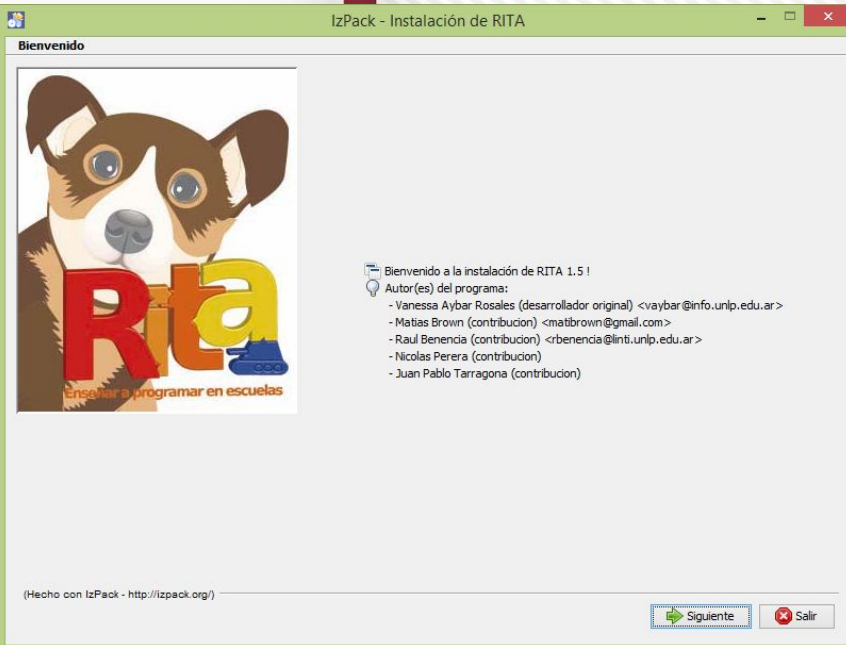 IzPack - Instalación de RITA
Bienvenido
Rita
Enseñar a programar en escuelas
Bienvenido a la instalación de RITA 1.5 !
Autor(es) del programa:
- Vanessa Aybar Rosales (desarrollador original) <vaybar@info.unlp.edu.ar>
- Matias Brown (contribucion) <matibrown@gmail.com>
- Raul Benencia (contribucion) <rbenencia@linti.unlp.edu.ar>
- Nicolas Perera (contribucion)
- Juan Pablo Tarragona (contribucion)
(Hecho con IzPack - http://izpack.org/)
Siguiente
Salir